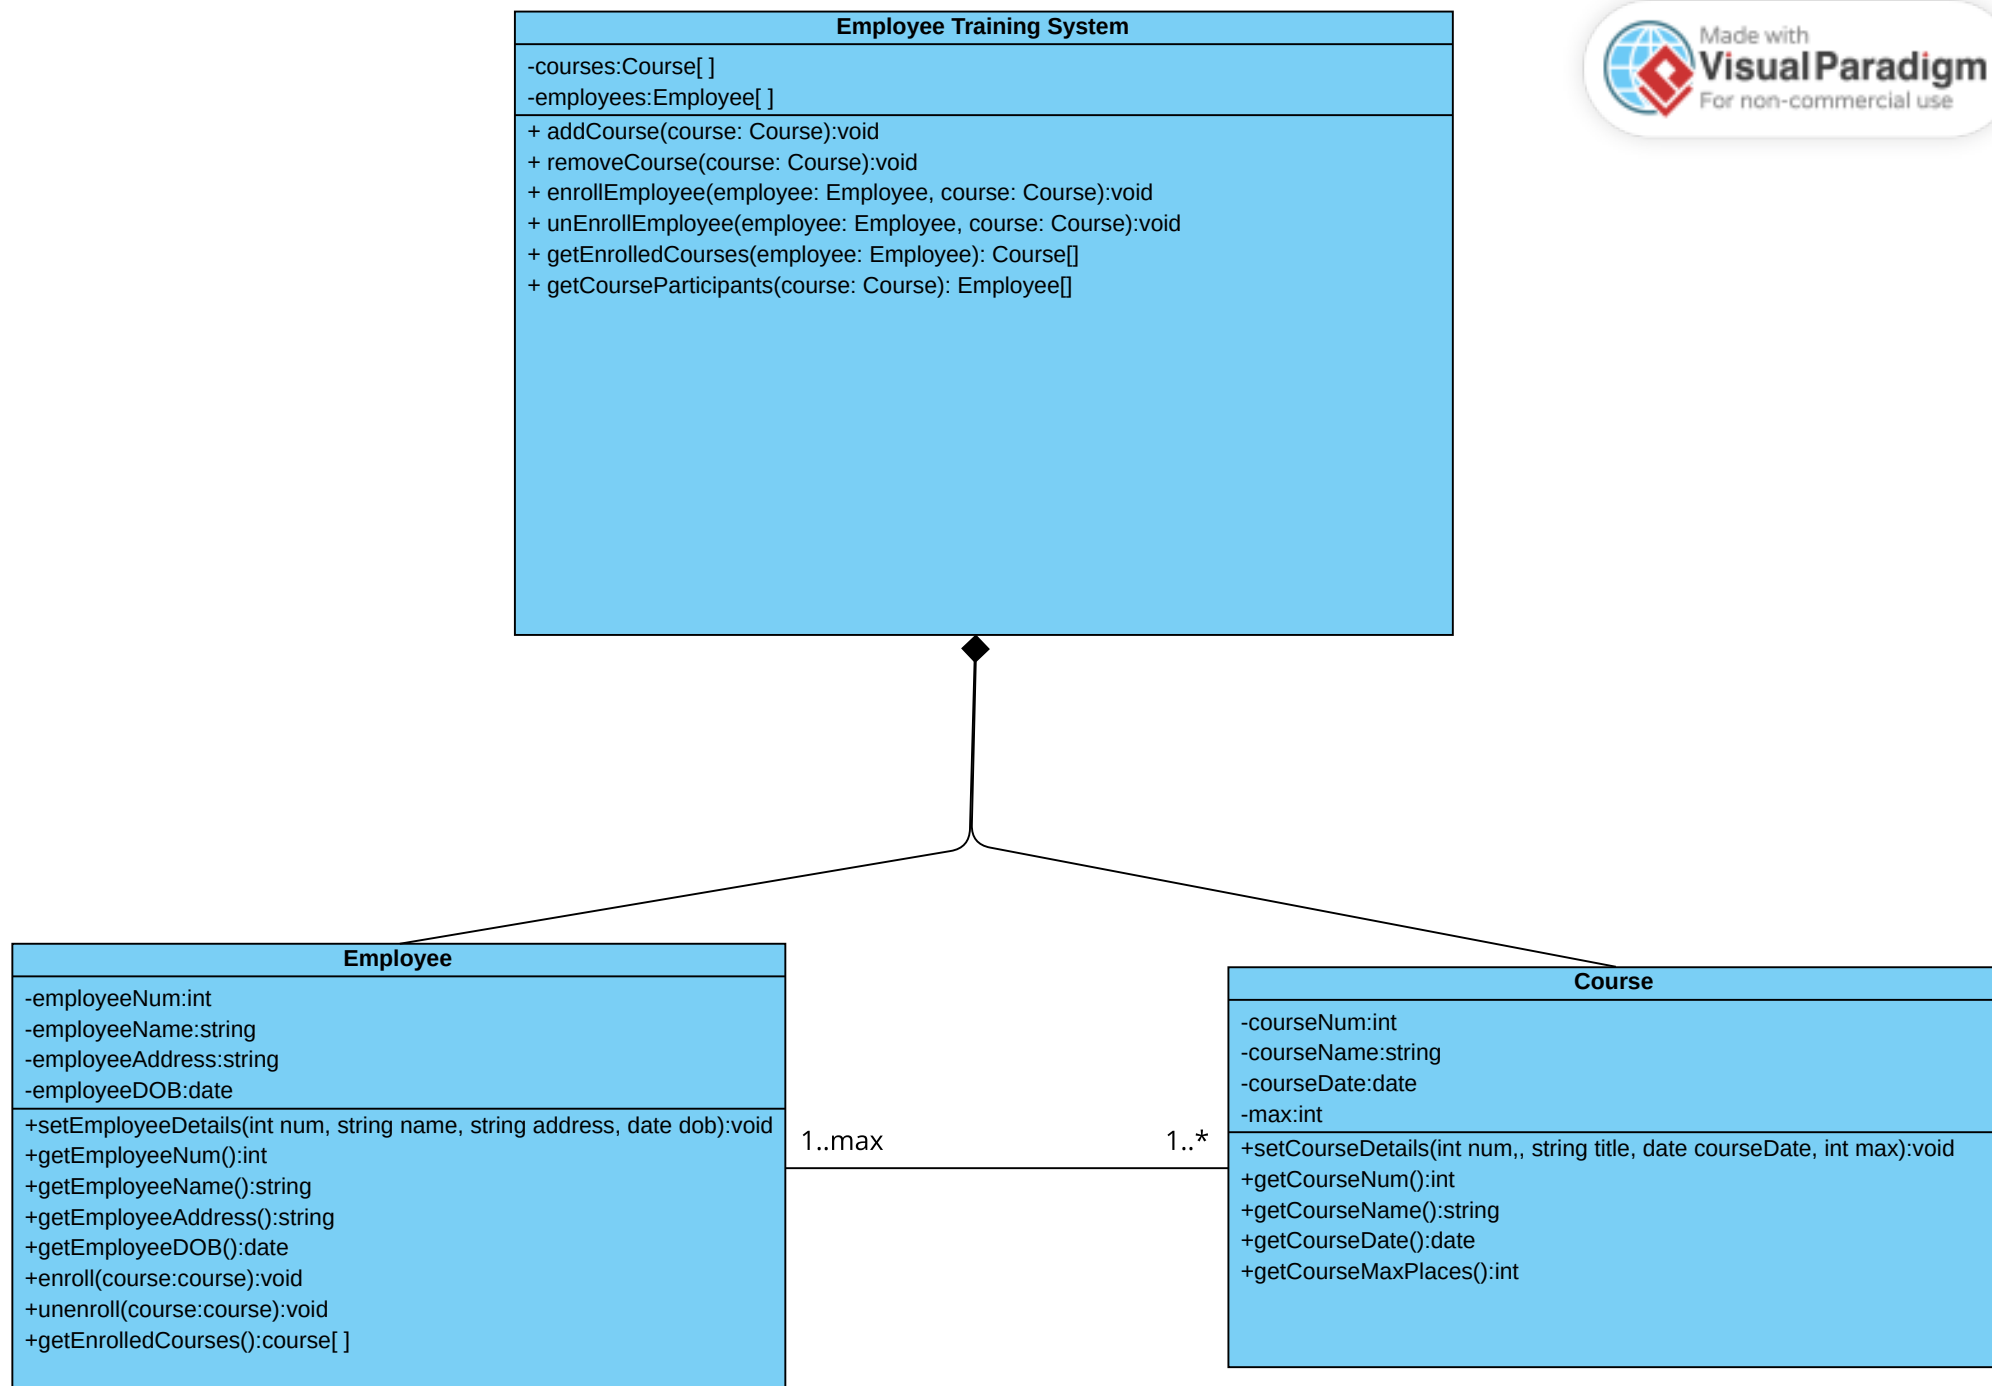 Employee Training System
-courses:Course[ ]
-employees:Employee[ ]
+ addCourse(course: Course):void
+ removeCourse(course: Course):void
+ enrollEmployee(employee: Employee, course: Course):void
+ unEnrollEmployee(employee: Employee, course: Course):void
+ getEnrolledCourses(employee: Employee): Course[]
+ getCourseParticipants(course: Course): Employee[]
Made with
Visual Paradigm
For non-commercial use
Employee
-employeeNum:int
-employeeName:string
-employeeAddress:string
-employeeDOB:date
+setEmployeeDetails(int num, string name, string address, date dob):void
+getEmployeeNum():int
+getEmployeeName():string
+getEmployeeAddress():string
+getEmployeeDOB():date
+enroll(course:course):void
+unenroll(course:course):void
+getEnrolledCourses():course[ ]
1..max
1..*
Course
-courseNum:int
-courseName:string
-courseDate:date
-max:int
+setCourseDetails(int num,, string title, date courseDate, int max):void
+getCourseNum():int
+getCourseName():string
+getCourseDate():date
+getCourseMaxPlaces():int